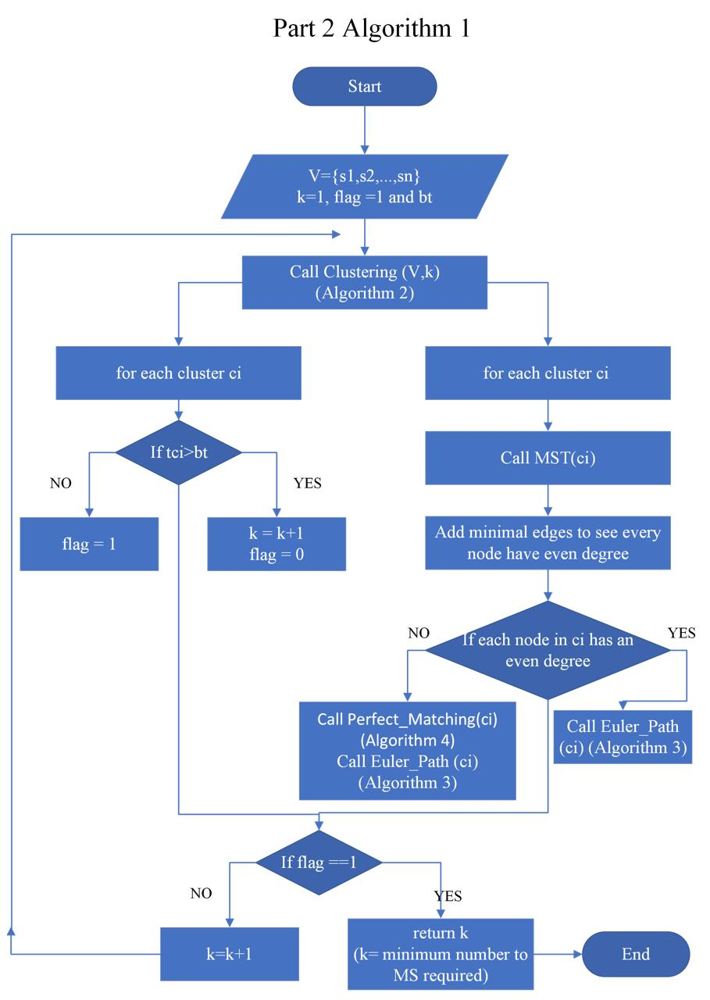 Part 2 Algorithm 1
Start
V={s1,s2,...,sn}
k=1, flag =1 and bt
Call Clustering (V,k)
(Algorithm 2)
for each cluster ci
for each cluster ci
If tci>bt
Call MST(ci)
NO
YES
flag = 1
k = k+1
flag = 0
Add minimal edges to see every
node have even degree
NO
YES
If each node in ci has an
even degree
Call Perfect_Matching(ci)
(Algorithm 4)
Call Euler_Path (ci)
(Algorithm 3)
Call Euler_Path
(ci) (Algorithm 3)
If flag ==1
NO
YES
k=k+1
return k
(k= minimum number to
MS required)
End